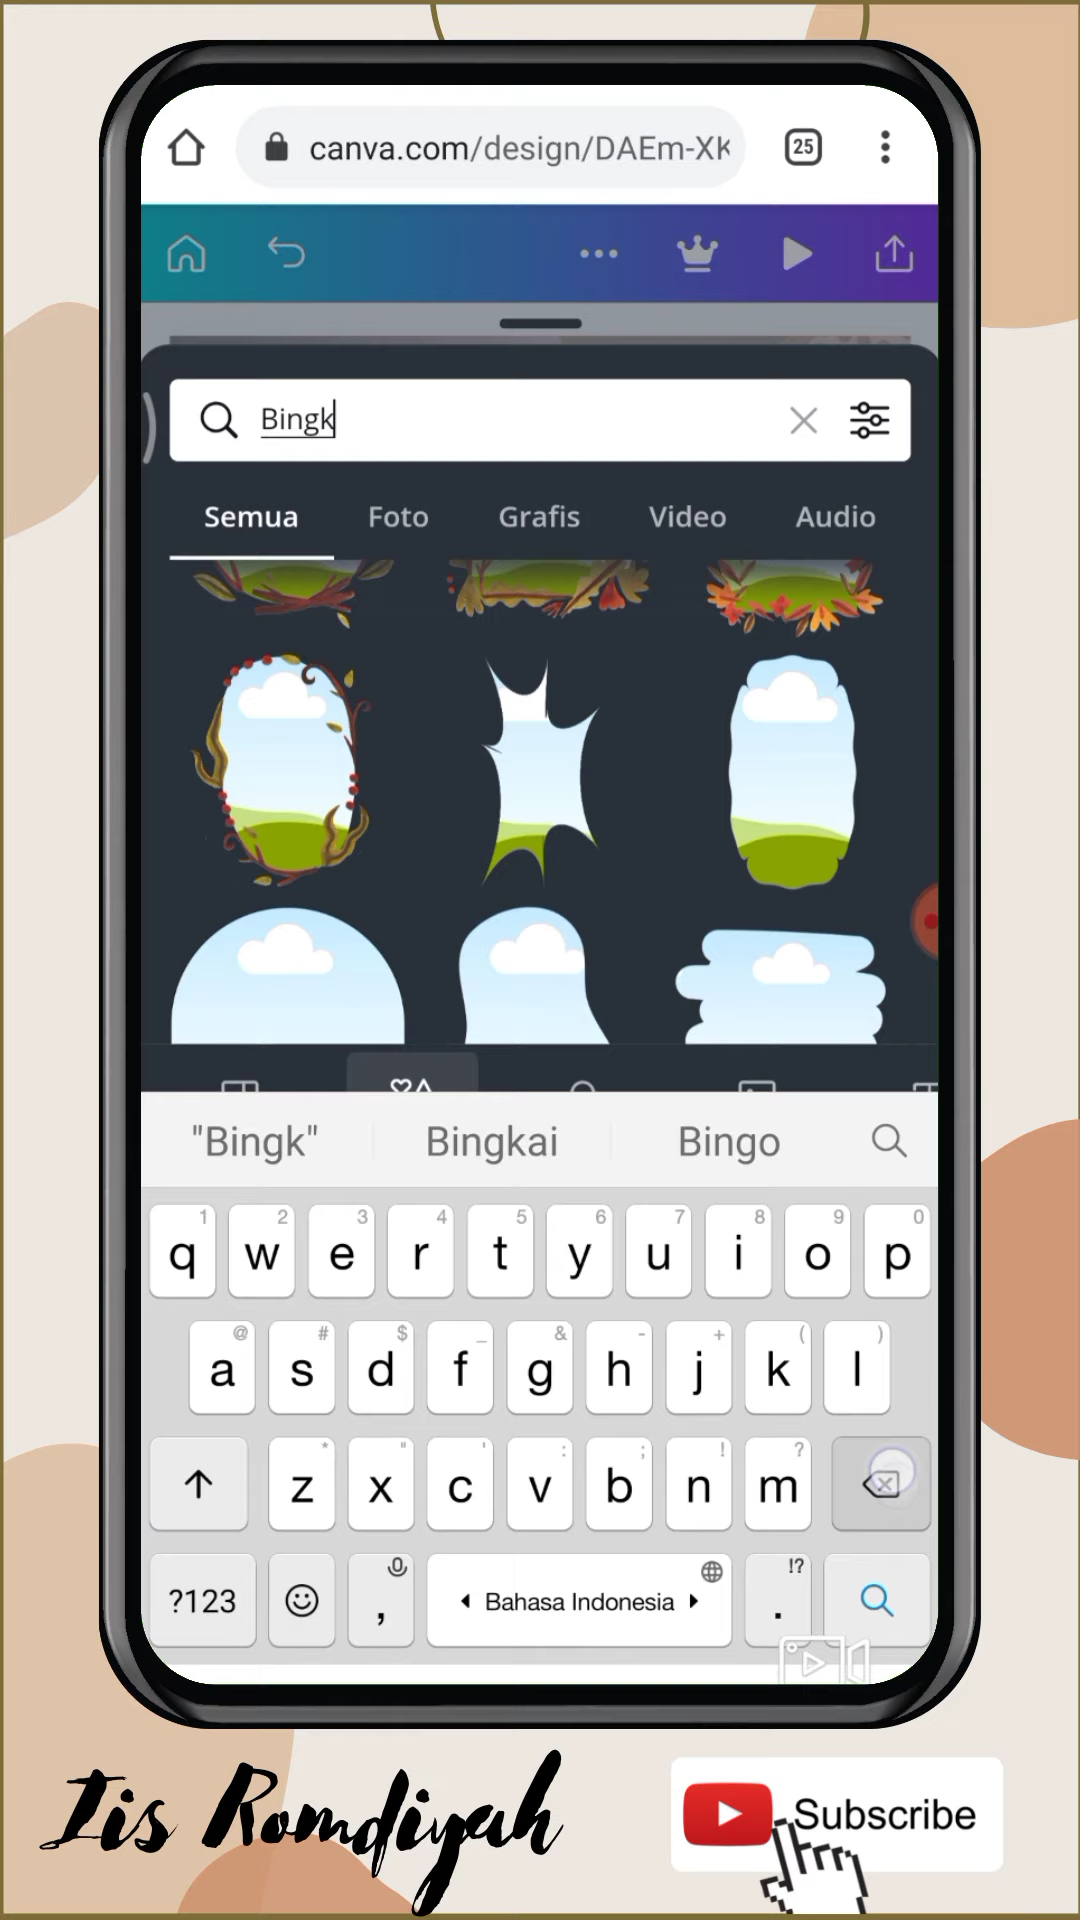 canva.com/design/DAEm-XK
25
Bingk
Semua Foto Grafis Video Audio
"Bingk" Bingkai Bingo
1 2 3 4 5 6 7 8 9 0
q w e r t y u i o p
@ # $ _ & - + ( )
a s d f g h j k l
* " ' : ; ! ?
z x c v b n m
!?
?123 , Bahasa Indonesia .
Iis Romdiyah
Subscribe